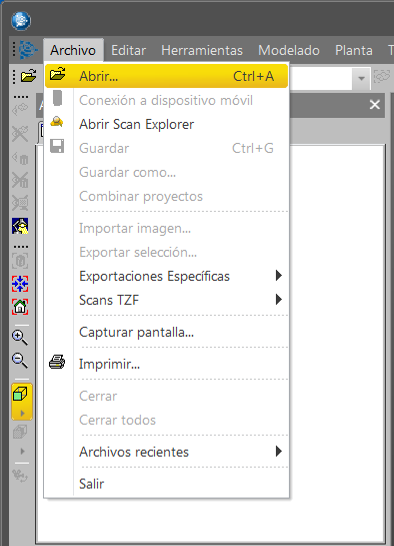 Archivo Editar Herramientas Modelado Planta
Abrir... Ctrl+A
Conexión a dispositivo móvil
Abrir Scan Explorer
Guardar Ctrl+G
Guardar como...
Combinar proyectos
Importar imagen...
Exportar selección...
Exportaciones Específicas
Scans TZF
Capturar pantalla...
Imprimir...
Cerrar
Cerrar todos
Archivos recientes
Salir